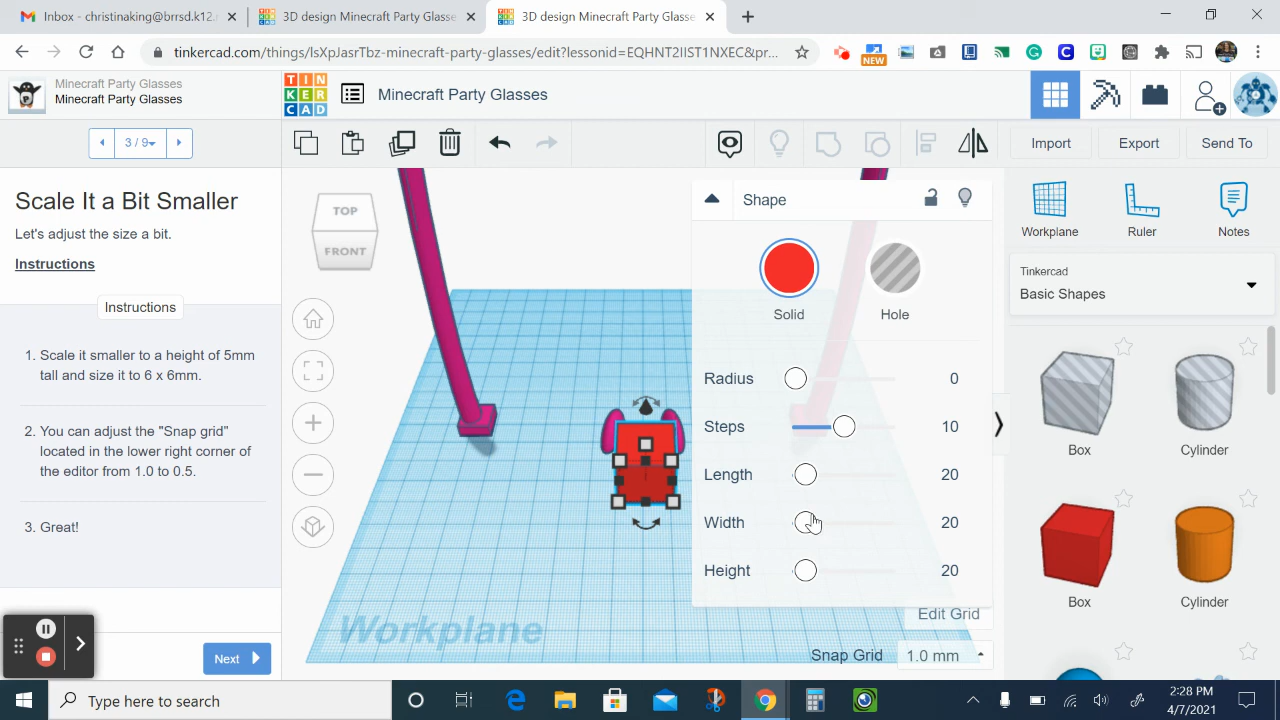 Inbox - christinaking@brrsd.k12.n
3D design Minecraft Party Glasse
3D design Minecraft Party Glasse
tinkercad.com/things/lsXpJasrTbz-minecraft-party-glasses/edit?lessonid=EQHNT2IIST1NXEC&pr...
NEW
Minecraft Party Glasses
Minecraft Party Glasses
TIN
KER
CAD
Minecraft Party Glasses
3 / 9
Import
Export
Send To
Scale It a Bit Smaller
Let's adjust the size a bit.
Instructions
Instructions
1. Scale it smaller to a height of 5mm
tall and size it to 6 x 6mm.
2. You can adjust the "Snap grid"
located in the lower right corner of
the editor from 1.0 to 0.5.
3. Great!
Next
TOP
FRONT
Workplane
Shape
Solid
Hole
Radius 0
Steps 10
Length 20
Width 20
Height 20
Edit Grid
Snap Grid 1.0 mm
Workplane
Ruler
Notes
Tinkercad
Basic Shapes
Box
Cylinder
Box
Cylinder
Type here to search
2:28 PM
4/7/2021